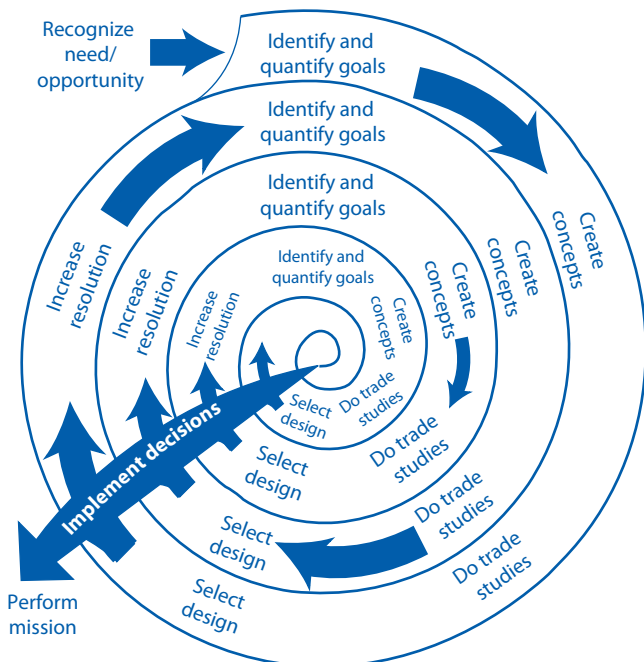 Recognize
need/
opportunity
Identify and
quantify goals
Identify and
quantify goals
Identify and
quantify goals
Identify and
quantify goals
Create
concepts
Create
concepts
Create
concepts
Create
concepts
Increase
resolution
Increase
resolution
Increase
resolution
Do trade
studies
Do trade
studies
Do trade
studies
Do trade
studies
Select
design
Select
design
Select
design
Select
design
Implement decisions
Perform
mission